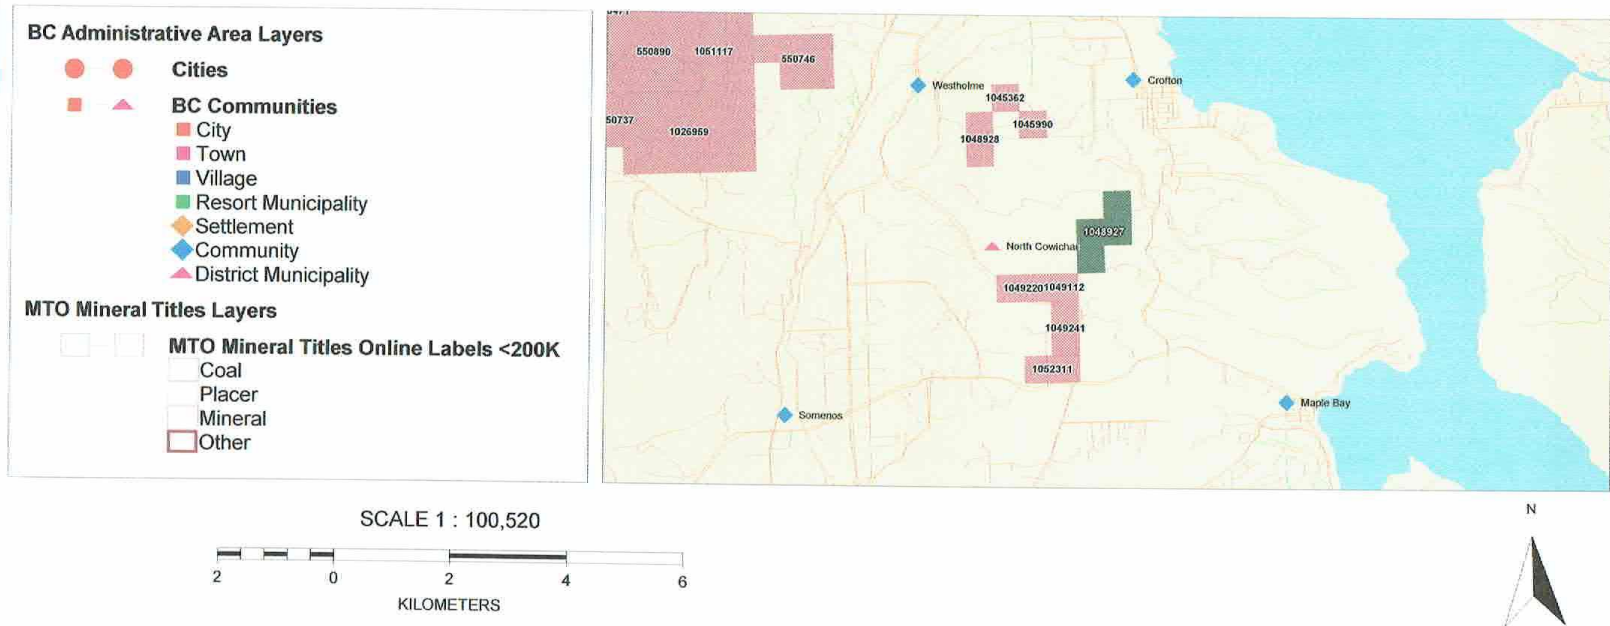 BC Administrative Area Layers
Cities
BC Communities
City
Town
Village
Resort Municipality
Settlement
Community
District Municipality
MTO Mineral Titles Layers
MTO Mineral Titles Online Labels <200K
Coal
Placer
Mineral
Other
550890
1051117
550746
50737
1026959
Westholme
Crofton
1045362
1045990
1048928
1048927
North Cowichan
1049220
1049112
1049241
1052311
Somenos
Maple Bay
SCALE 1 : 100,520
2 0 2 4 6
KILOMETERS
N